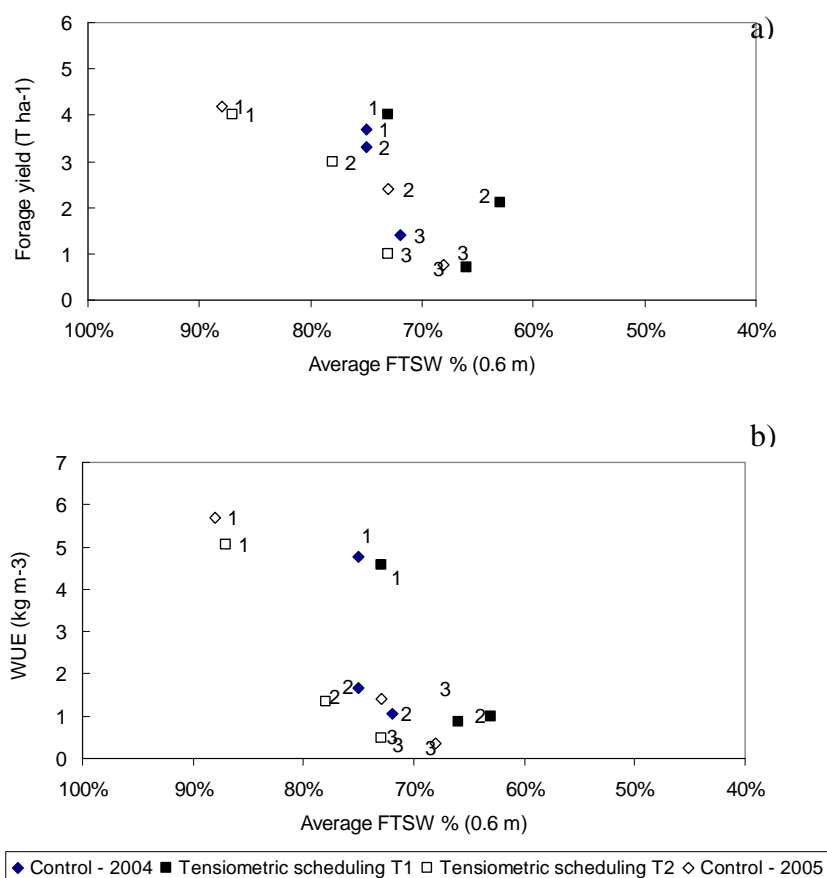 a)
6
5
4
3
2
1
0
Forage yield (T ha-1)
1 1 1
1
2 2
2 2
3 3 3 3
100% 90% 80% 70% 60% 50% 40%
Average FTSW % (0.6 m)
b)
7
6
5
4
3
2
1
0
WUE (kg m-3)
1 1
1 1
2 2 3
2 2
3 3 3
100% 90% 80% 70% 60% 50% 40%
Average FTSW % (0.6 m)
Control - 2004 Tensiometric scheduling T1 Tensiometric scheduling T2 Control - 2005